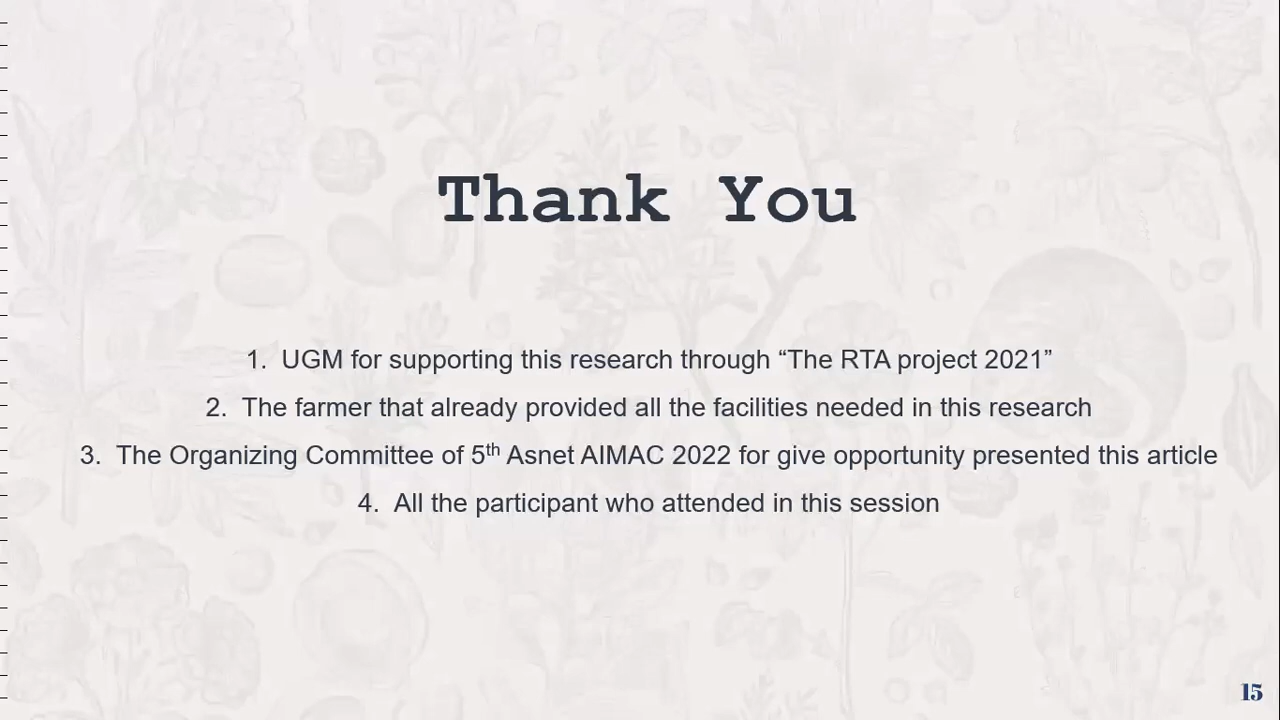 Thank You
1. UGM for supporting this research through “The RTA project 2021”
2. The farmer that already provided all the facilities needed in this research
3. The Organizing Committee of 5th Asnet AIMAC 2022 for give opportunity presented this article
4. All the participant who attended in this session
15